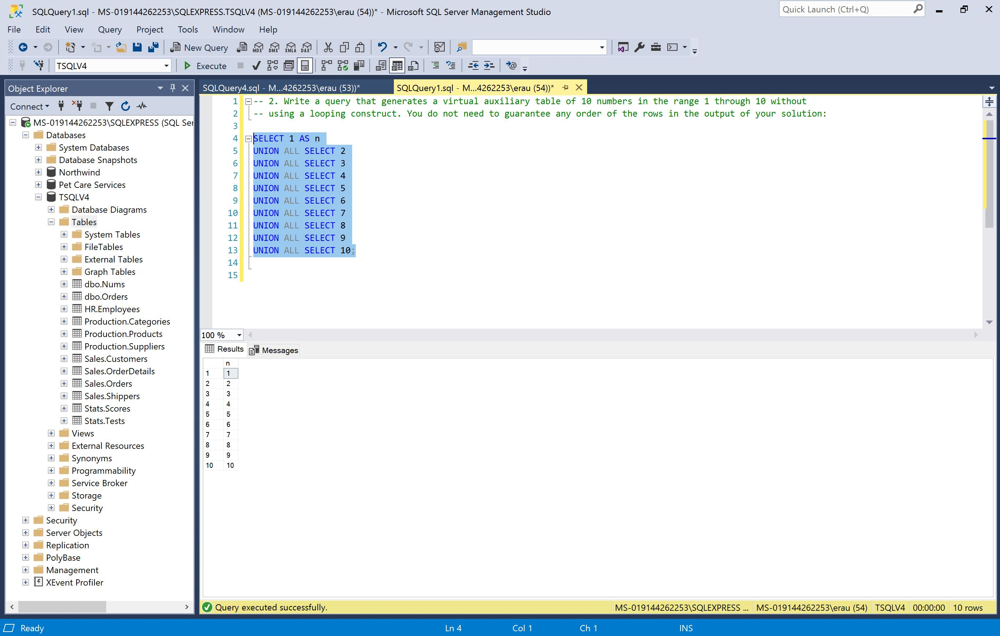 SQLQuery1.sql - MS-019144262253\SQLEXPRESS.TSQLV4 (MS-019144262253\erau (54))* - Microsoft SQL Server Management Studio
Quick Launch (Ctrl+Q)
File Edit View Query Project Tools Window Help
New Query MDX DMX XMLA DAX
TSQLV4 Execute
Object Explorer
Connect
MS-019144262253\SQLEXPRESS (SQL Ser
Databases
System Databases
Database Snapshots
Northwind
Pet Care Services
TSQLV4
Database Diagrams
Tables
System Tables
FileTables
External Tables
Graph Tables
dbo.Nums
dbo.Orders
HR.Employees
Production.Categories
Production.Products
Production.Suppliers
Sales.Customers
Sales.OrderDetails
Sales.Orders
Sales.Shippers
Stats.Scores
Stats.Tests
Views
External Resources
Synonyms
Programmability
Service Broker
Storage
Security
Security
Server Objects
Replication
PolyBase
Management
XEvent Profiler
SQLQuery4.sql - M...4262253\erau (53))* SQLQuery1.sql - M...4262253\erau (54))*
1 -- 2. Write a query that generates a virtual auxiliary table of 10 numbers in the range 1 through 10 without
2 -- using a looping construct. You do not need to guarantee any order of the rows in the output of your solution:
3
4 SELECT 1 AS n
5 UNION ALL SELECT 2
6 UNION ALL SELECT 3
7 UNION ALL SELECT 4
8 UNION ALL SELECT 5
9 UNION ALL SELECT 6
10 UNION ALL SELECT 7
11 UNION ALL SELECT 8
12 UNION ALL SELECT 9
13 UNION ALL SELECT 10;
14
15
100 %
Results Messages
n
1 1
2 2
3 3
4 4
5 5
6 6
7 7
8 8
9 9
10 10
Query executed successfully. MS-019144262253\SQLEXPRESS ... MS-019144262253\erau (54) TSQLV4 00:00:00 10 rows
Ready Ln 4 Col 1 Ch 1 INS